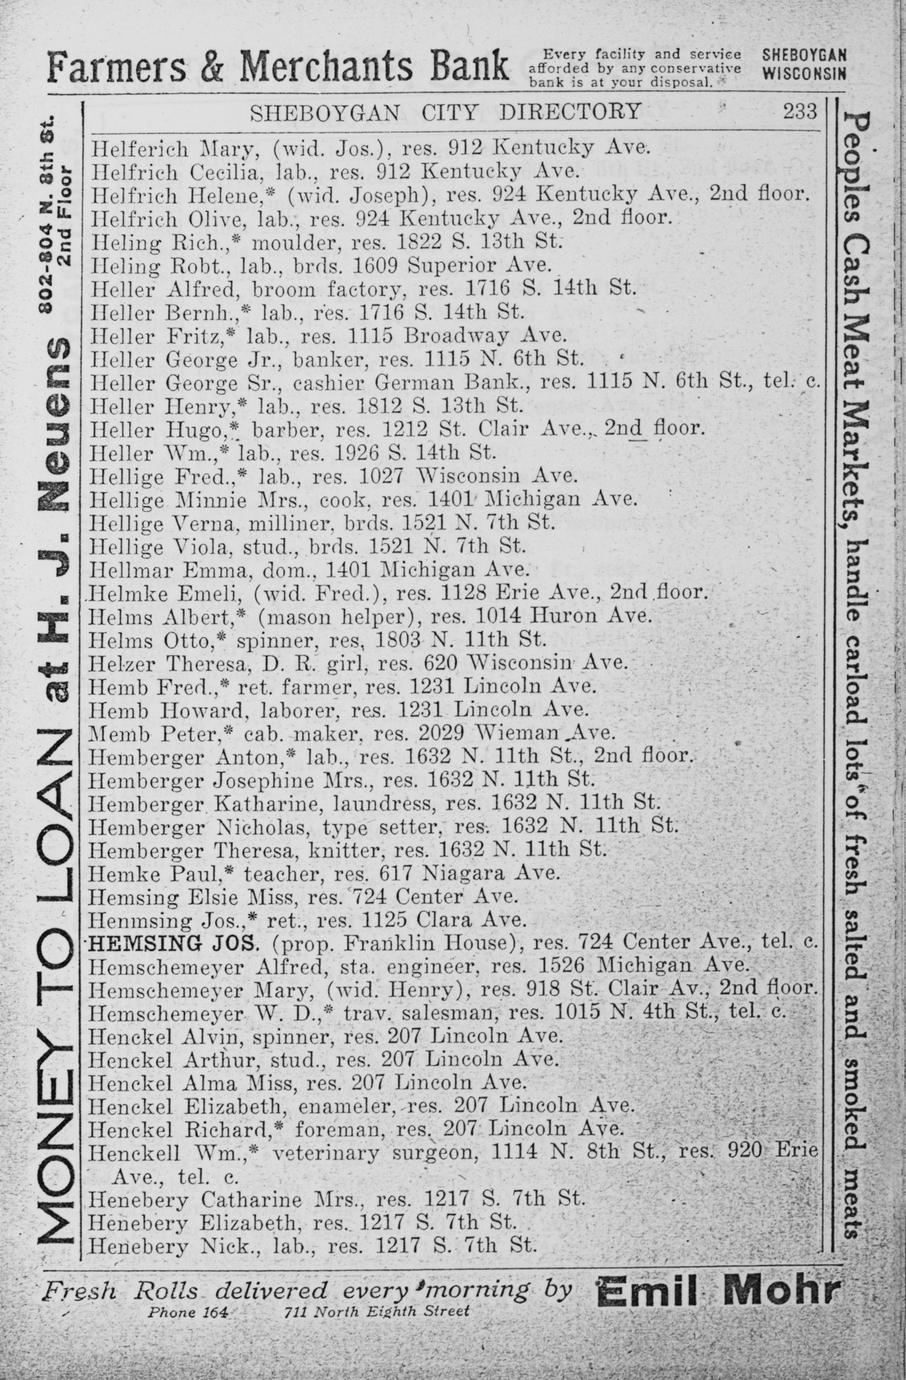 Farmers & Merchants Bank
Every facility and service
afforded by any conservative
bank is at your disposal.
SHEBOYGAN
WISCONSIN
SHEBOYGAN CITY DIRECTORY 233
Helferich Mary, (wid. Jos.), res. 912 Kentucky Ave.
Helfrich Cecilia, lab., res. 912 Kentucky Ave.
Helfrich Helene,* (wid. Joseph), res. 924 Kentucky Ave., 2nd floor.
Helfrich Olive, lab., res. 924 Kentucky Ave., 2nd floor.
Heling Rich.,* moulder, res. 1822 S. 13th St.
Heling Robt., lab., brds. 1609 Superior Ave.
Heller Alfred, broom factory, res. 1716 S. 14th St.
Heller Bernh.,* lab., res. 1716 S. 14th St.
Heller Fritz,* lab., res. 1115 Broadway Ave.
Heller George Jr., banker, res. 1115 N. 6th St.
Heller George Sr., cashier German Bank., res. 1115 N. 6th St., tel. c.
Heller Henry,* lab., res. 1812 S. 13th St.
Heller Hugo,* barber, res. 1212 St. Clair Ave., 2nd floor.
Heller Wm.,* lab., res. 1926 S. 14th St.
Hellige Fred.,* lab., res. 1027 Wisconsin Ave.
Hellige Minnie Mrs., cook, res. 1401 Michigan Ave.
Hellige Verna, milliner, brds. 1521 N. 7th St.
Hellige Viola, stud., brds. 1521 N. 7th St.
Hellmar Emma, dom., 1401 Michigan Ave.
Helmke Emeli, (wid. Fred.), res. 1128 Erie Ave., 2nd floor.
Helms Albert,* (mason helper), res. 1014 Huron Ave.
Helms Otto,* spinner, res, 1803 N. 11th St.
Helzer Theresa, D. R. girl, res. 620 Wisconsin Ave.
Hemb Fred.,* ret. farmer, res. 1231 Lincoln Ave.
Hemb Howard, laborer, res. 1231 Lincoln Ave.
Memb Peter,* cab. maker, res. 2029 Wieman Ave.
Hemberger Anton,* lab., res. 1632 N. 11th St., 2nd floor.
Hemberger Josephine Mrs., res. 1632 N. 11th St.
Hemberger Katharine, laundress, res. 1632 N. 11th St.
Hemberger Nicholas, type setter, res. 1632 N. 11th St.
Hemberger Theresa, knitter, res. 1632 N. 11th St.
Hemke Paul,* teacher, res. 617 Niagara Ave.
Hemsing Elsie Miss, res. 724 Center Ave.
Henmsing Jos.,* ret., res. 1125 Clara Ave.
HEMSING JOS. (prop. Franklin House), res. 724 Center Ave., tel. c.
Hemschemeyer Alfred, sta. engineer, res. 1526 Michigan Ave.
Hemschemeyer Mary, (wid. Henry), res. 918 St. Clair Av., 2nd floor.
Hemschemeyer W. D.,* trav. salesman, res. 1015 N. 4th St., tel. c.
Henckel Alvin, spinner, res. 207 Lincoln Ave.
Henckel Arthur, stud., res. 207 Lincoln Ave.
Henckel Alma Miss, res. 207 Lincoln Ave.
Henckel Elizabeth, enameler, res. 207 Lincoln Ave.
Henckel Richard,* foreman, res. 207 Lincoln Ave.
Henckell Wm.,* veterinary surgeon, 1114 N. 8th St., res. 920 Erie
Ave., tel. c.
Henebery Catharine Mrs., res. 1217 S. 7th St.
Henebery Elizabeth, res. 1217 S. 7th St.
Henebery Nick., lab., res. 1217 S. 7th St.
MONEY TO LOAN at H. J. Neuens
802-804 N. 8th St.
2nd Floor
Peoples Cash Meat Markets, handle carload lots of fresh salted and smoked meats
Fresh Rolls delivered every morning by Emil Mohr
Phone 164 711 North Eighth Street